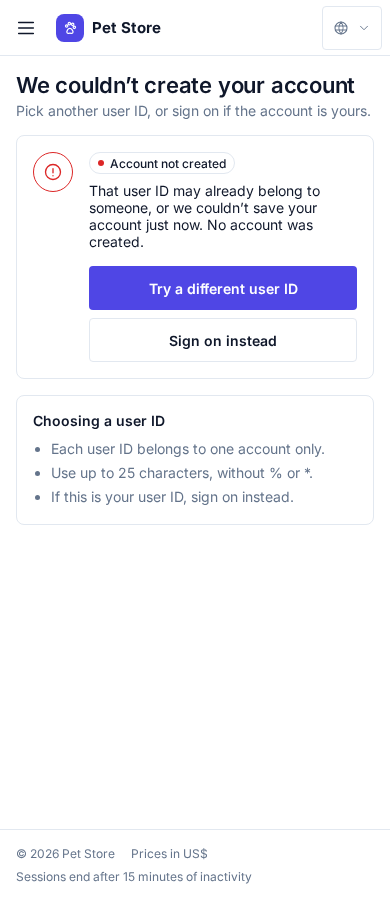 Pet Store
We couldn’t create your account
Pick another user ID, or sign on if the account is yours.
Account not created
That user ID may already belong to
someone, or we couldn’t save your
account just now. No account was
created.
Try a different user ID
Sign on instead
Choosing a user ID
• Each user ID belongs to one account only.
• Use up to 25 characters, without % or *.
• If this is your user ID, sign on instead.
© 2026 Pet Store Prices in US$
Sessions end after 15 minutes of inactivity